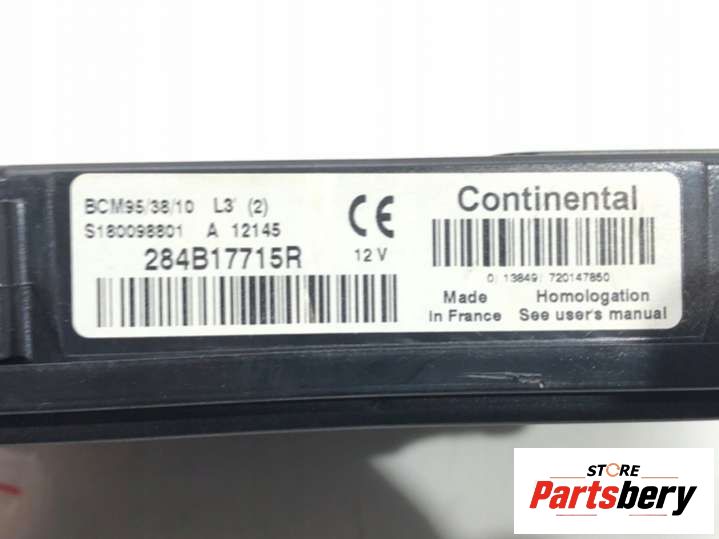 BCM95/38/10 L3 (2)
S180098801 A 12145
284B17715R
CE
12 V
Continental
0/13849/720147850
Made
in France
Homologation
See user's manual
STORE
Partsbery